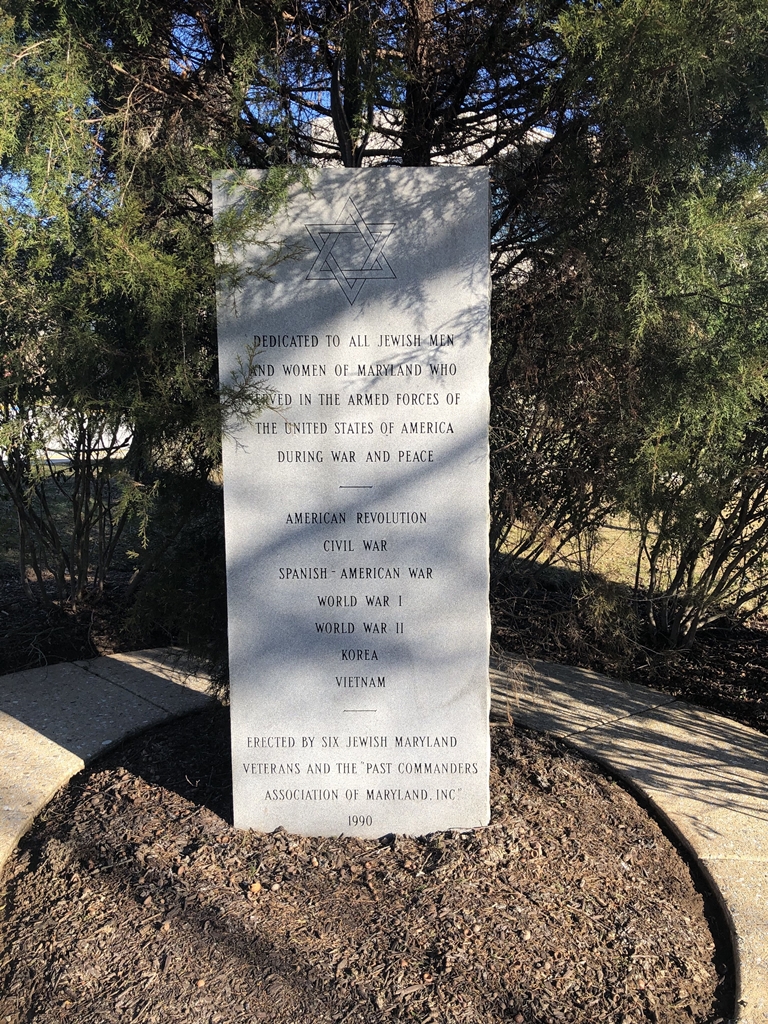 DEDICATED TO ALL JEWISH MEN
AND WOMEN OF MARYLAND WHO
SERVED IN THE ARMED FORCES OF
THE UNITED STATES OF AMERICA
DURING WAR AND PEACE
AMERICAN REVOLUTION
CIVIL WAR
SPANISH - AMERICAN WAR
WORLD WAR I
WORLD WAR II
KOREA
VIETNAM
ERECTED BY SIX JEWISH MARYLAND
VETERANS AND THE "PAST COMMANDERS
ASSOCIATION OF MARYLAND. INC"
1990